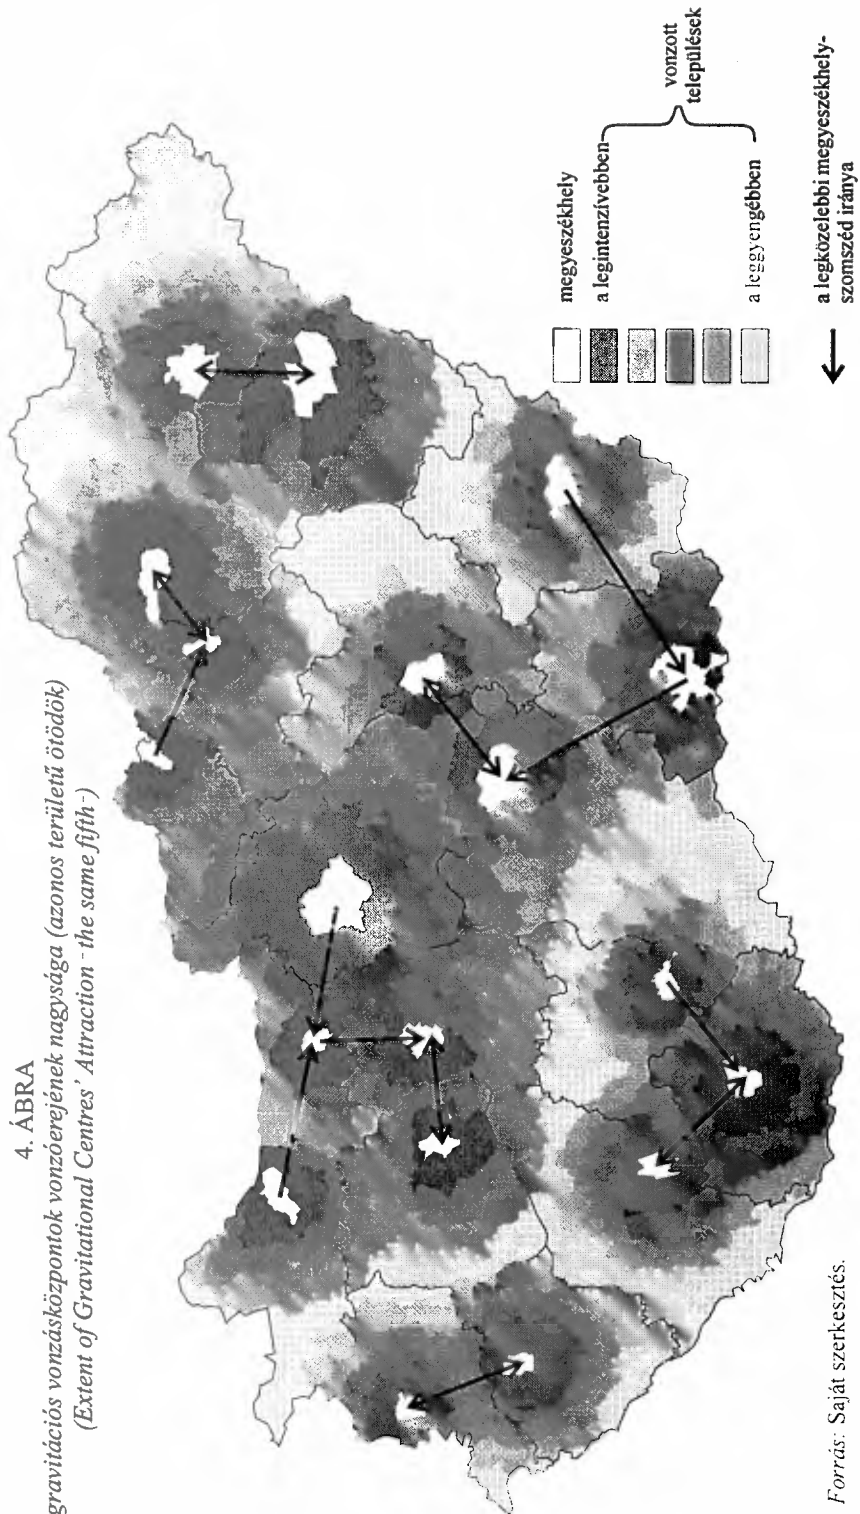 4. ÁBRA
gravitációs vonzásközpontok vonzóerejének nagysága (azonos területű ötödök)
(Extent of Gravitational Centres' Attraction - the same fifth-)
megyeszékhely
a legintenzívebben
a leggyengébben
vonzott
települések
a legközelebbi megyeszékhely-
szomszéd iránya
Forrás: Saját szerkesztés.